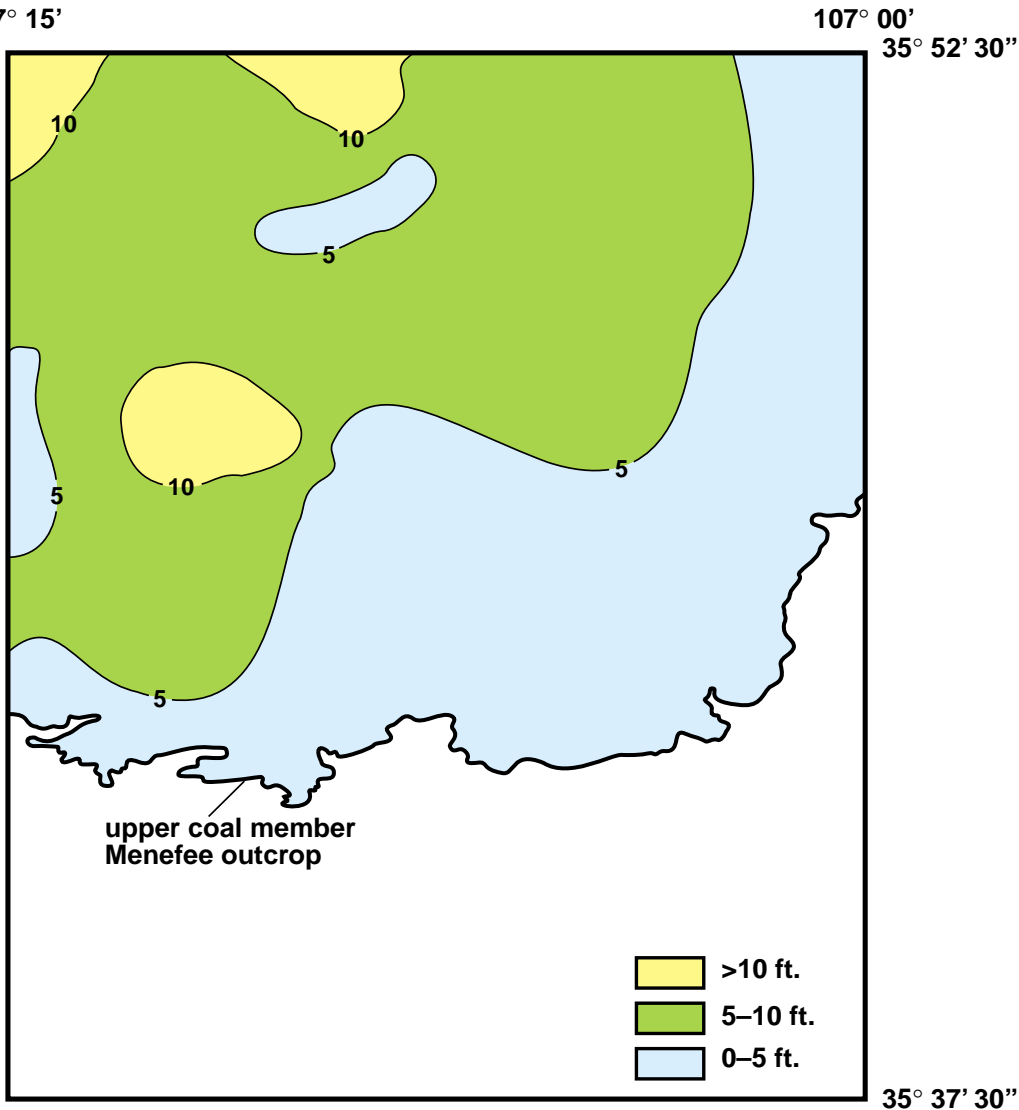 7° 15’
107° 00’
35° 52’ 30”
10
10
5
5
10
5
5
upper coal member
Menefee outcrop
>10 ft.
5–10 ft.
0–5 ft.
35° 37’ 30”